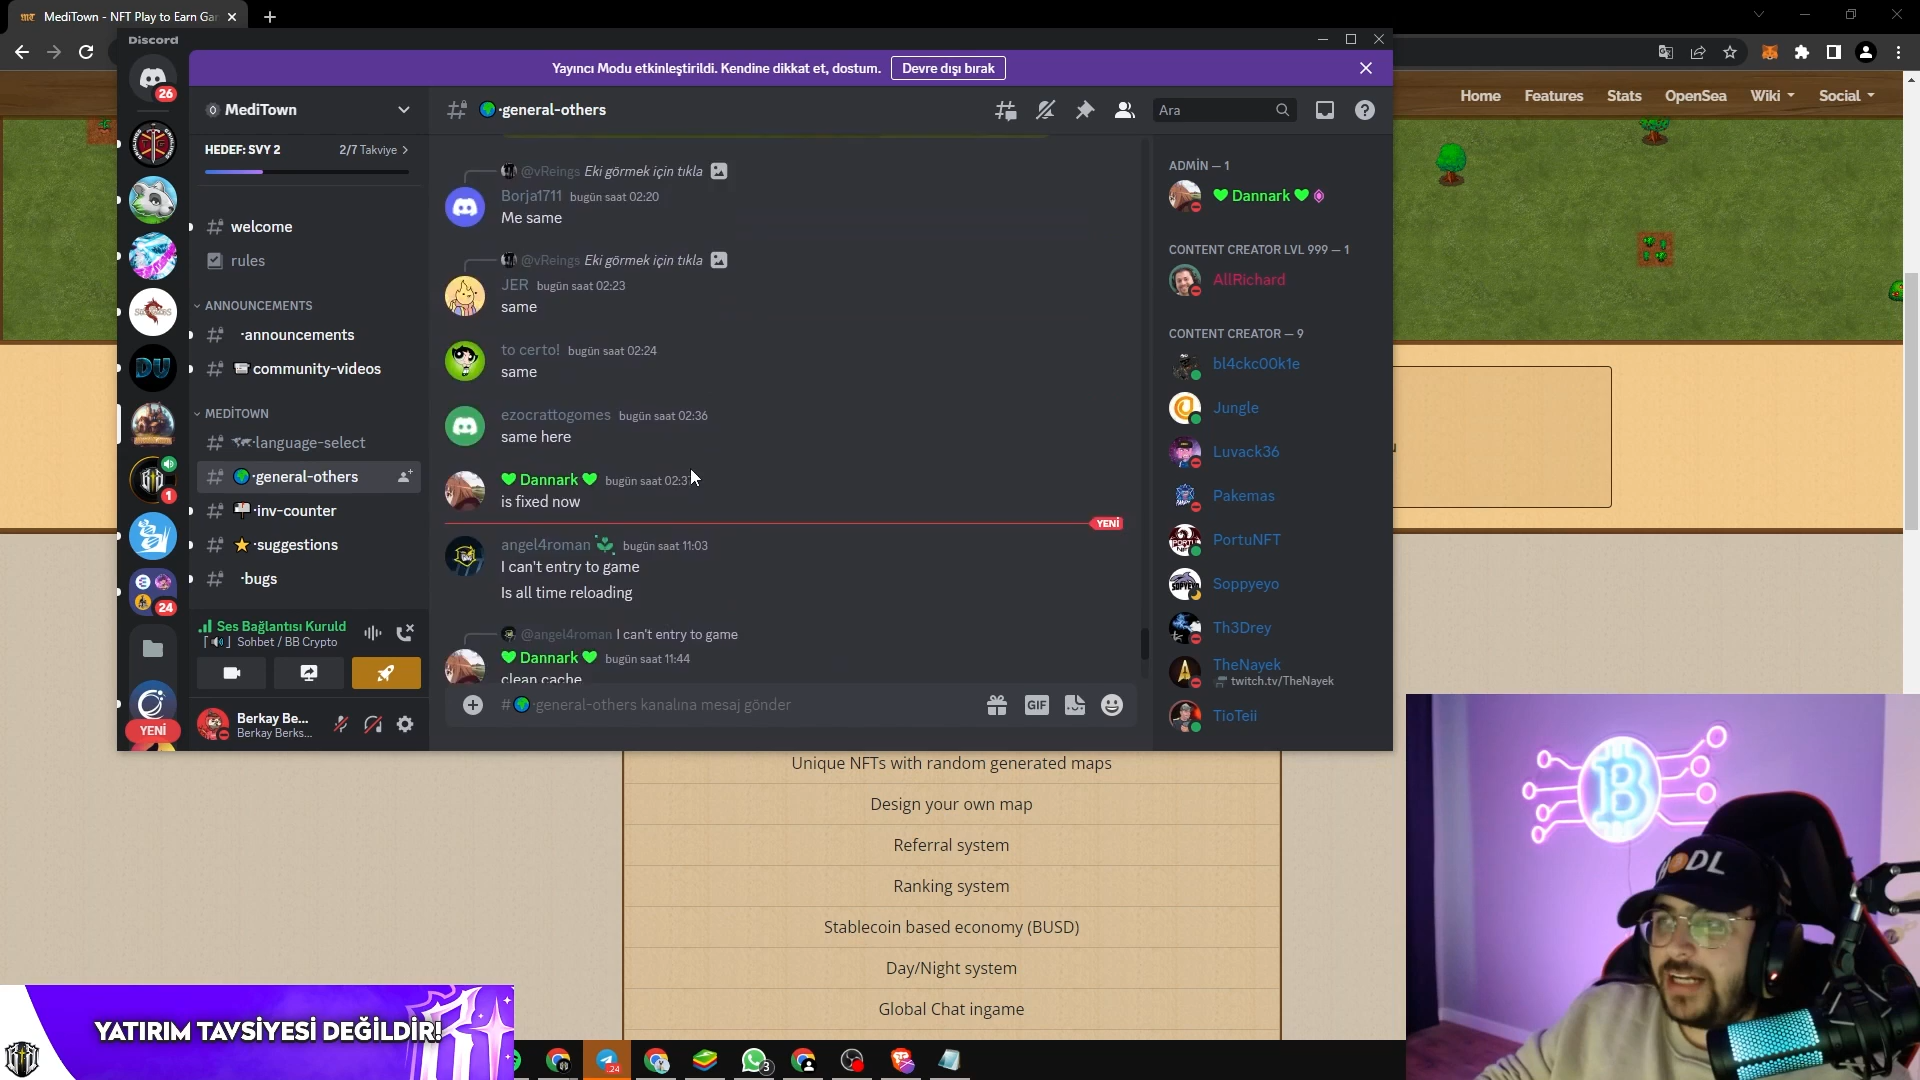 MediTown - NFT Play to Earn Gar
Discord
Yayıncı Modu etkinleştirildi. Kendine dikkat et, dostum.
Devre dışı bırak
26
MediTown
HEDEF: SVY 2
2/7 Takviye
welcome
rules
ANNOUNCEMENTS
·announcements
community-videos
MEDİTOWN
·language-select
·general-others
·inv-counter
·suggestions
·bugs
DU
1
24
YENİ
Ses Bağlantısı Kuruld
Sohbet / BB Crypto
Berkay Be...
Berkay Berks...
·general-others
Ara
@vReings Eki görmek için tıkla
Borja1711 bugün saat 02:20
Me same
@vReings Eki görmek için tıkla
JER bugün saat 02:23
same
to certo! bugün saat 02:24
same
ezocrattogomes bugün saat 02:36
same here
Dannark bugün saat 02:3
is fixed now
YENİ
angel4roman bugün saat 11:03
I can't entry to game
Is all time reloading
@angel4roman I can't entry to game
Dannark bugün saat 11:44
clean cache
#·general-others kanalına mesaj gönder
GIF
ADMİN — 1
Dannark
CONTENT CREATOR LVL 999 — 1
AllRichard
CONTENT CREATOR — 9
bl4ckc00k1e
Jungle
Luvack36
Pakemas
PortuNFT
Soppyeyo
Th3Drey
TheNayek
twitch.tv/TheNayek
TioTeii
Home
Features
Stats
OpenSea
Wiki
Social
Unique NFTs with random generated maps
Design your own map
Referral system
Ranking system
Stablecoin based economy (BUSD)
Day/Night system
Global Chat ingame
YATIRIM TAVSİYESİ DEĞİLDİR!
24
3
HODL